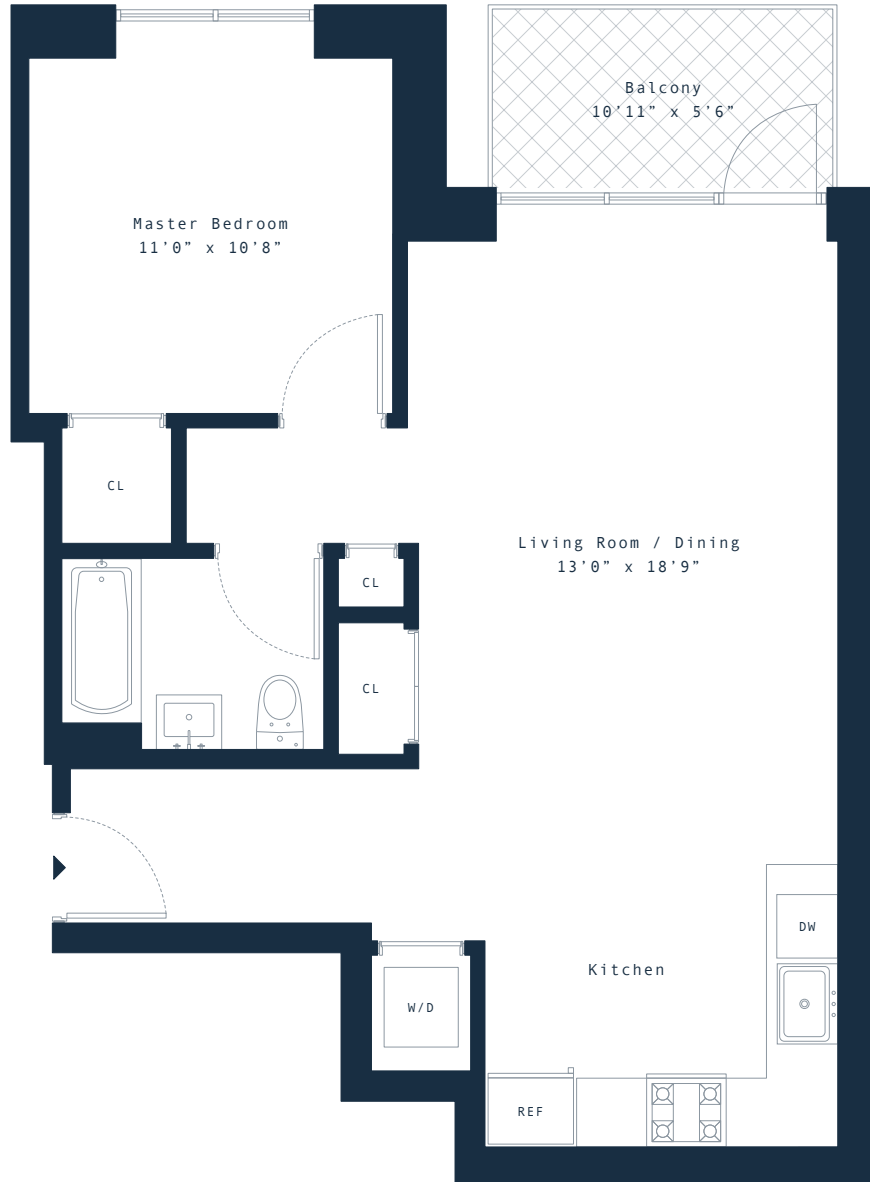 Balcony
10’11” x 5’6”
Master Bedroom
11’0” x 10’8”
CL
Living Room / Dining
13’0” x 18’9”
CL
CL
DW
Kitchen
W/D
REF